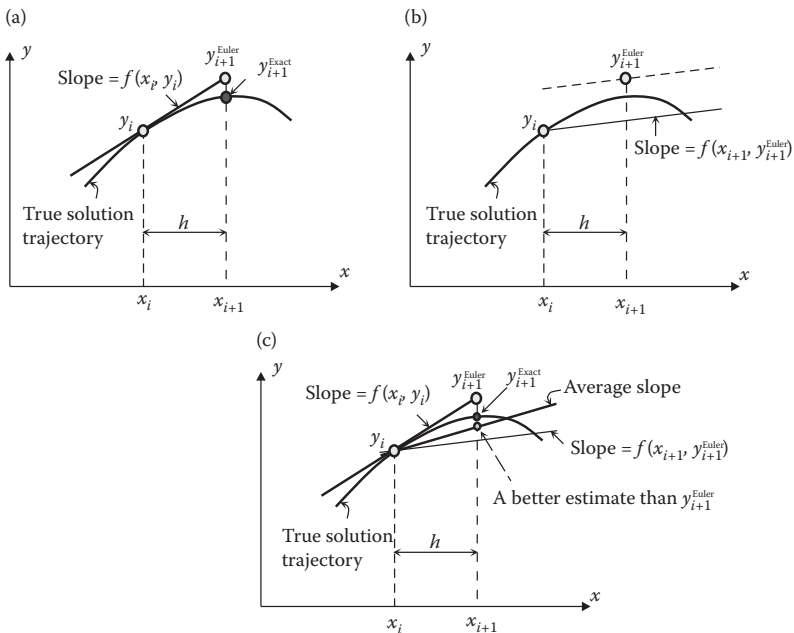 (a)
y
y_{i+1}^{Euler}
y_{i+1}^{Exact}
Slope = f(x_i, y_i)
y_i
True solution
trajectory
h
x
x_i
x_{i+1}
(b)
y
y_{i+1}^{Euler}
y_i
Slope = f(x_{i+1}, y_{i+1}^{Euler})
True solution
trajectory
h
x
x_i
x_{i+1}
(c)
y
y_{i+1}^{Euler}
y_{i+1}^{Exact}
Average slope
Slope = f(x_i, y_i)
y_i
Slope = f(x_{i+1}, y_{i+1}^{Euler})
A better estimate than y_{i+1}^{Euler}
True solution
trajectory
h
x
x_i
x_{i+1}